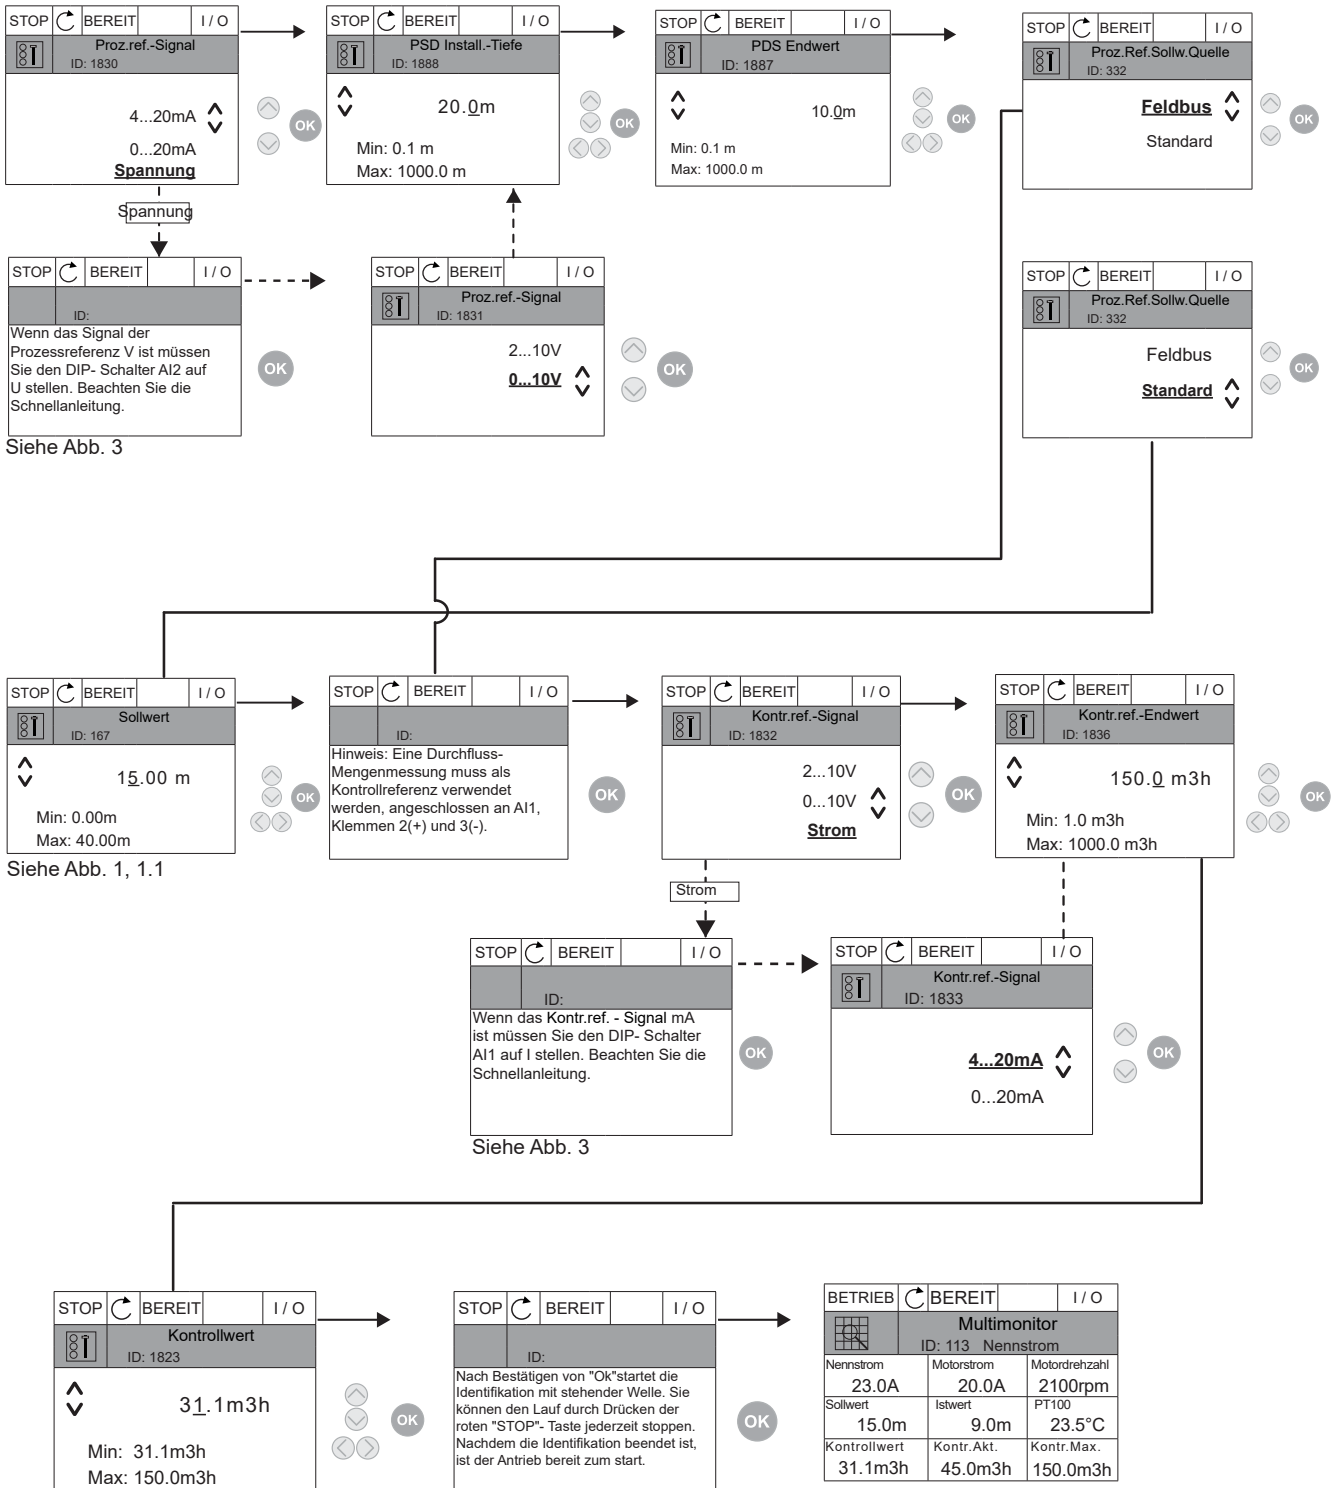 STOP BEREIT I / O
Proz.ref.-Signal
ID: 1830
4...20mA
0...20mA
Spannung
OK
STOP BEREIT I / O
PSD Install.-Tiefe
ID: 1888
20.0m
Min: 0.1 m
Max: 1000.0 m
OK
STOP BEREIT I / O
PDS Endwert
ID: 1887
10.0m
Min: 0.1 m
Max: 1000.0 m
OK
STOP BEREIT I / O
Proz.Ref.Sollw.Quelle
ID: 332
Feldbus
Standard
OK
Spannung
STOP BEREIT I / O
ID:
Wenn das Signal der
Prozessreferenz V ist müssen
Sie den DIP- Schalter AI2 auf
U stellen. Beachten Sie die
Schnellanleitung.
OK
Siehe Abb. 3
STOP BEREIT I / O
Proz.ref.-Signal
ID: 1831
2...10V
0...10V
OK
STOP BEREIT I / O
Proz.Ref.Sollw.Quelle
ID: 332
Feldbus
Standard
OK
STOP BEREIT I / O
Sollwert
ID: 167
15.00 m
Min: 0.00m
Max: 40.00m
OK
Siehe Abb. 1, 1.1
STOP BEREIT I / O
ID:
Hinweis: Eine Durchfluss-
Mengenmessung muss als
Kontrollreferenz verwendet
werden, angeschlossen an AI1,
Klemmen 2(+) und 3(-).
OK
STOP BEREIT I / O
Kontr.ref.-Signal
ID: 1832
2...10V
0...10V
Strom
OK
STOP BEREIT I / O
Kontr.ref.-Endwert
ID: 1836
150.0 m3h
Min: 1.0 m3h
Max: 1000.0 m3h
OK
Strom
STOP BEREIT I / O
ID:
Wenn das Kontr.ref. - Signal mA
ist müssen Sie den DIP- Schalter
AI1 auf I stellen. Beachten Sie die
Schnellanleitung.
OK
Siehe Abb. 3
STOP BEREIT I / O
Kontr.ref.-Signal
ID: 1833
4...20mA
0...20mA
OK
STOP BEREIT I / O
Kontrollwert
ID: 1823
31.1m3h
Min: 31.1m3h
Max: 150.0m3h
OK
STOP BEREIT I / O
ID:
Nach Bestätigen von "Ok"startet die
Identifikation mit stehender Welle. Sie
können den Lauf durch Drücken der
roten "STOP"- Taste jederzeit stoppen.
Nachdem die Identifikation beendet ist,
ist der Antrieb bereit zum start.
OK
BETRIEB BEREIT I / O
Multimonitor
ID: 113 Nennstrom
Nennstrom Motorstrom Motordrehzahl
23.0A 20.0A 2100rpm
Sollwert Istwert PT100
15.0m 9.0m 23.5°C
Kontrollwert Kontr.Akt. Kontr.Max.
31.1m3h 45.0m3h 150.0m3h